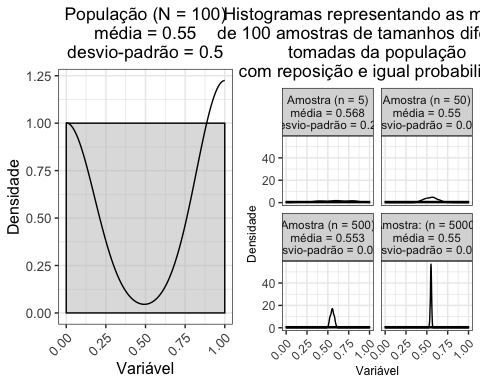 População (N = 100)
média = 0.55
desvio-padrão = 0.5
Histogramas representando as m
de 100 amostras de tamanhos dif
tomadas da população
com reposição e igual probabili
Densidade
1.25
1.00
0.75
0.50
0.25
0.00
0.00 0.25 0.50 0.75 1.00
Variável
Densidade
Amostra (n = 5)
média = 0.568
esvio-padrão = 0.2
Amostra (n = 50)
média = 0.55
svio-padrão = 0.0
40
20
0
Amostra (n = 500)
média = 0.553
svio-padrão = 0.0
mostra: (n = 5000
média = 0.55
svio-padrão = 0.0
40
20
0
0.00 0.25 0.50 0.75 1.00 0.00 0.25 0.50 0.75 1.00
Variável